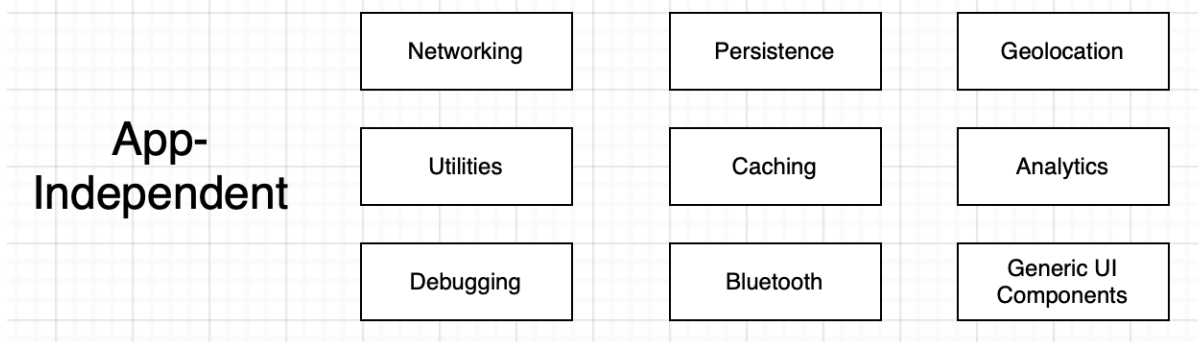 App-
Independent
Networking
Persistence
Geolocation
Utilities
Caching
Analytics
Debugging
Bluetooth
Generic UI
Components